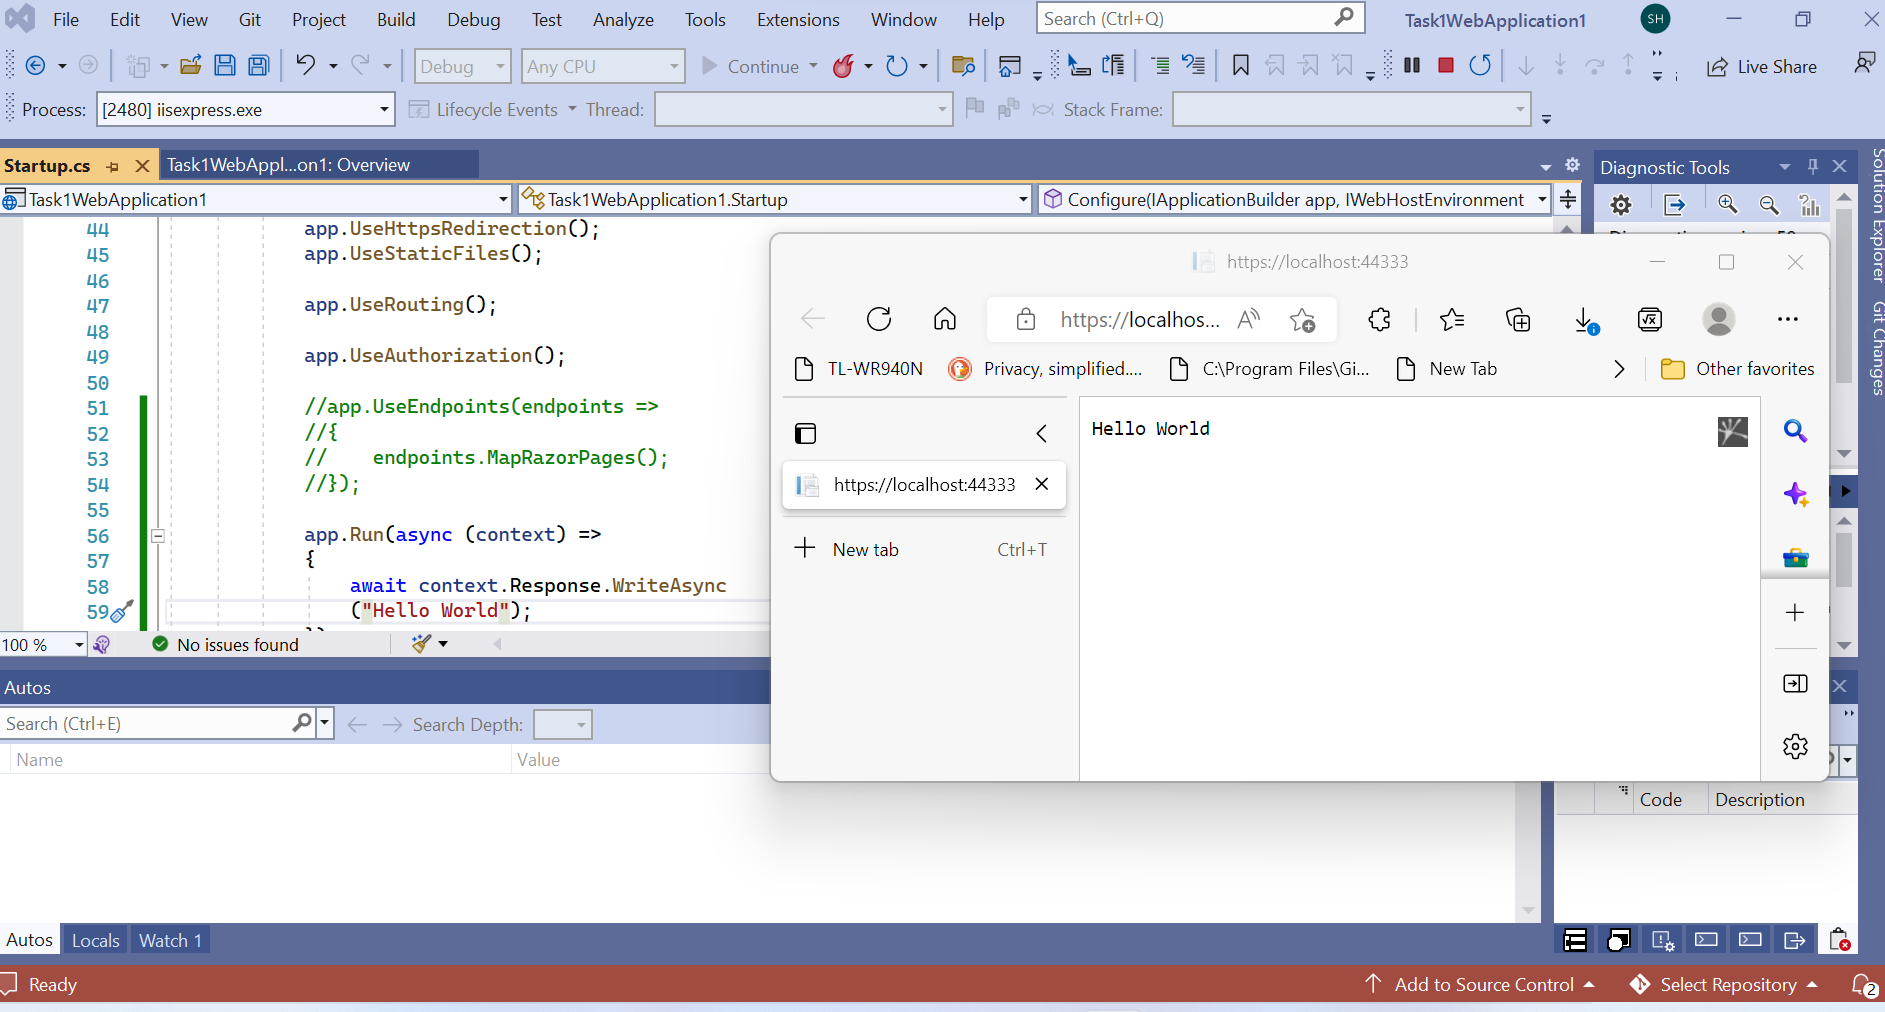 File Edit View Git Project Build Debug Test Analyze Tools Extensions Window Help Search (Ctrl+Q) Task1WebApplication1 SH
Debug Any CPU Continue Live Share
Process: [2480] iisexpress.exe Lifecycle Events Thread: Stack Frame:
Startup.cs Task1WebAppl...on1: Overview
Diagnostic Tools
Task1WebApplication1 Task1WebApplication1.Startup Configure(IApplicationBuilder app, IWebHostEnvironment
Solution Explorer
Git Changes
44 app.UseHttpsRedirection();
45 app.UseStaticFiles();
46
47 app.UseRouting();
48
49 app.UseAuthorization();
50
51 //app.UseEndpoints(endpoints =>
52 //{
53 // endpoints.MapRazorPages();
54 //});
55
56 app.Run(async (context) =>
57 {
58 await context.Response.WriteAsync
59 ("Hello World");
100 % No issues found
https://localhost:44333
https://localhos...
TL-WR940N Privacy, simplified.... C:\Program Files\Gi... New Tab Other favorites
Hello World
https://localhost:44333
New tab Ctrl+T
Autos
Search (Ctrl+E) Search Depth:
Name Value
Code Description
Autos Locals Watch 1
Ready Add to Source Control Select Repository 2